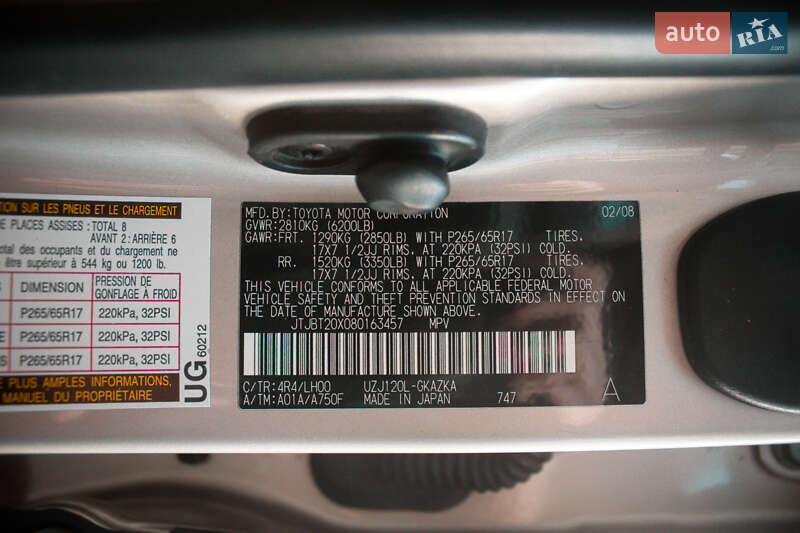 auto RIA .com
TION SUR LES PNEUS ET LE CHARGEMENT
DE PLACES ASSISES: TOTAL 8
AVANT 2: ARRIÈRE 6
total des occupants et du chargement ne
être supérieur à 544 kg ou 1200 lb.
DIMENSION PRESSION DE GONFLAGE À FROID
P265/65R17 220kPa, 32PSI
P265/65R17 220kPa, 32PSI
P265/65R17 220kPa, 32PSI
PLUS AMPLES INFORMATIONS,
MANUEL DU PROPRIÉTAIRE
UG 60212
MFD.BY:TOYOTA MOTOR CORPORATION 02/08
GVWR:2810KG (6200LB)
GAWR:FRT. 1290KG (2850LB) WITH P265/65R17 TIRES.
17X7 1/2JJ RIMS. AT 220KPA (32PSI) COLD.
RR. 1520KG (3350LB) WITH P265/65R17 TIRES.
17X7 1/2JJ RIMS. AT 220KPA (32PSI) COLD.
THIS VEHICLE CONFORMS TO ALL APPLICABLE FEDERAL MOTOR
VEHICLE SAFETY AND THEFT PREVENTION STANDARDS IN EFFECT ON
THE DATE OF MANUFACTURE SHOWN ABOVE.
JTJBT20X080163457 MPV
C/TR:4R4/LH00 UZJ120L-GKAZKA
A/TM:A01A/A750F MADE IN JAPAN 747 A